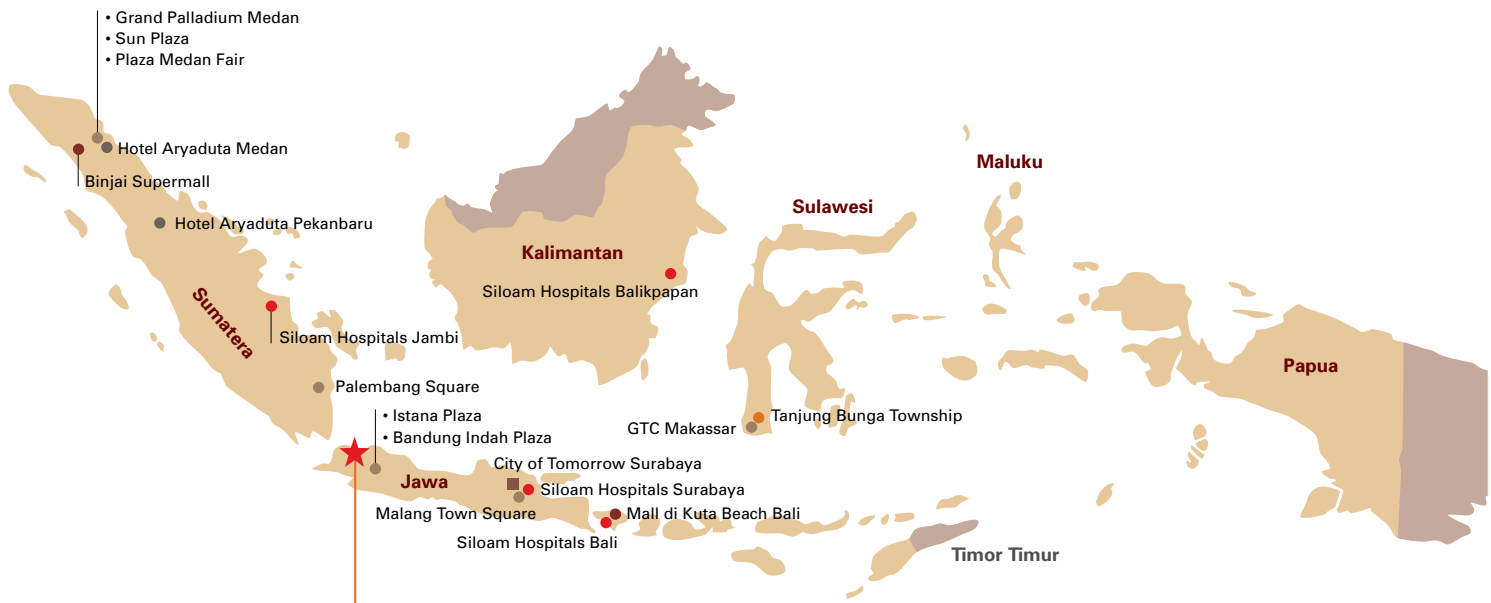 • Grand Palladium Medan
• Sun Plaza
• Plaza Medan Fair
Hotel Aryaduta Medan
Binjai Supermall
Hotel Aryaduta Pekanbaru
Sumatera
Siloam Hospitals Jambi
Palembang Square
• Istana Plaza
• Bandung Indah Plaza
Jawa
City of Tomorrow Surabaya
Siloam Hospitals Surabaya
Malang Town Square
Mall di Kuta Beach Bali
Siloam Hospitals Bali
Kalimantan
Siloam Hospitals Balikpapan
Sulawesi
Tanjung Bunga Township
GTC Makassar
Maluku
Papua
Timor Timur